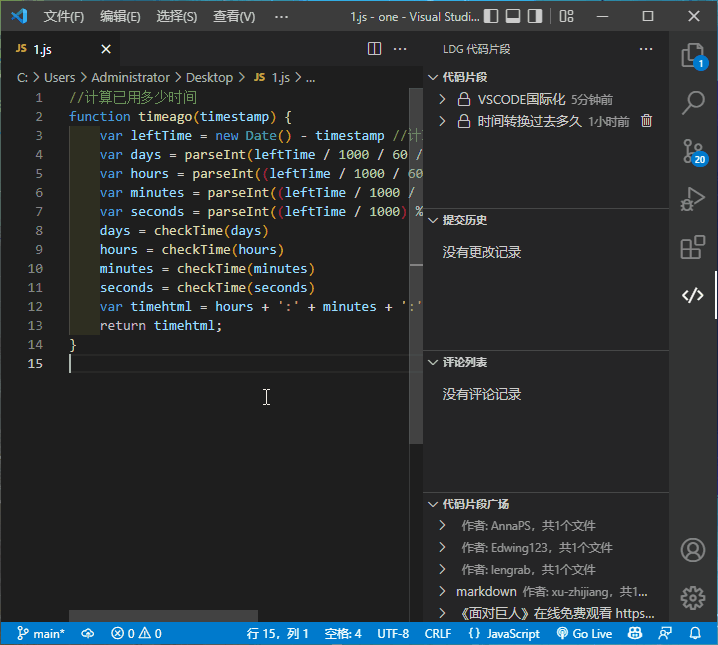 文件(F) 编辑(E) 选择(S) 查看(V) ··· 1.js - one - Visual Studi...
JS 1.js
C: > Users > Administrator > Desktop > JS 1.js > ...
1 //计算已用多少时间
2 function timeago(timestamp) {
3 var leftTime = new Date() - timestamp //计
4 var days = parseInt(leftTime / 1000 / 60 /
5 var hours = parseInt((leftTime / 1000 / 60
6 var minutes = parseInt((leftTime / 1000 /
7 var seconds = parseInt((leftTime / 1000) %
8 days = checkTime(days)
9 hours = checkTime(hours)
10 minutes = checkTime(minutes)
11 seconds = checkTime(seconds)
12 var timehtml = hours + ':' + minutes + ':'
13 return timehtml;
14 }
15
LDG 代码片段
代码片段
VSCODE国际化 5分钟前
时间转换过去多久 1小时前
提交历史
没有更改记录
评论列表
没有评论记录
代码片段广场
作者: AnnaPS，共1个文件
作者: Edwing123，共1个文件
作者: lengrab，共1个文件
markdown 作者: xu-zhijiang，共1...
《面对巨人》在线免费观看 https...
1
20
main* 0 0 行 15，列 1 空格: 4 UTF-8 CRLF {} JavaScript Go Live